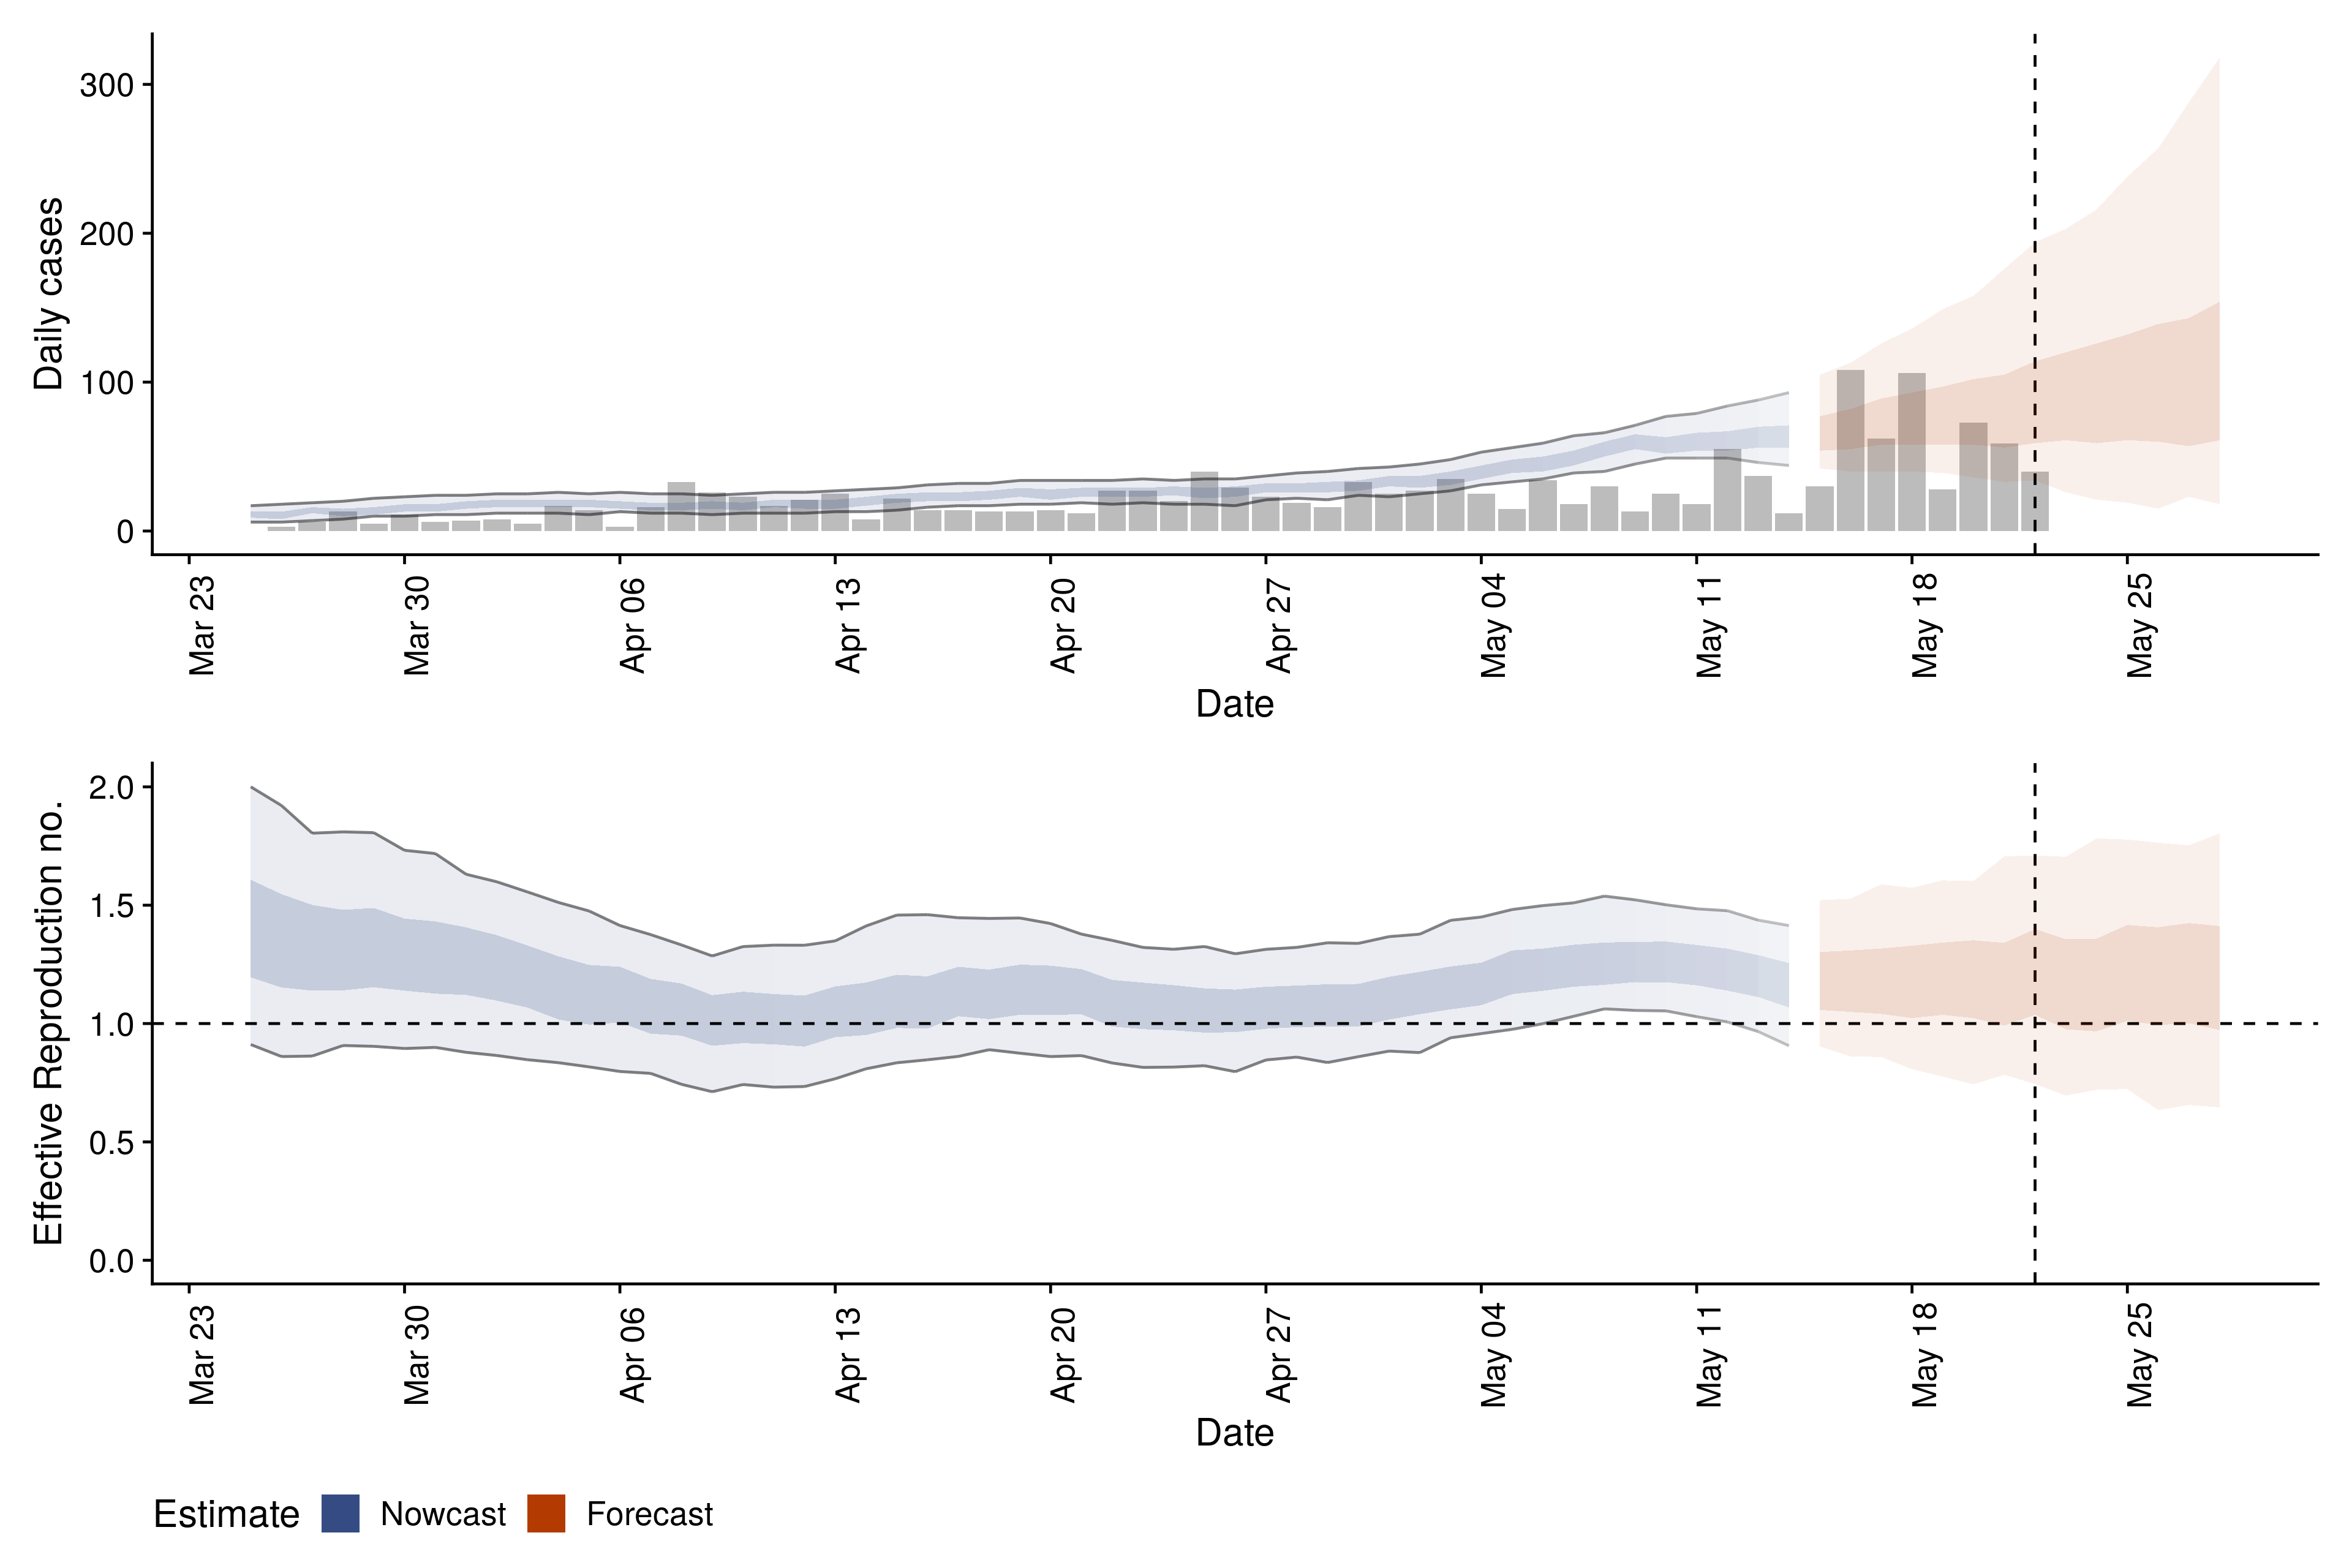 Daily cases
300
200
100
0
Mar 23
Mar 30
Apr 06
Apr 13
Apr 20
Apr 27
May 04
May 11
May 18
May 25
Date
Effective Reproduction no.
2.0
1.5
1.0
0.5
0.0
Mar 23
Mar 30
Apr 06
Apr 13
Apr 20
Apr 27
May 04
May 11
May 18
May 25
Date
Estimate Nowcast Forecast